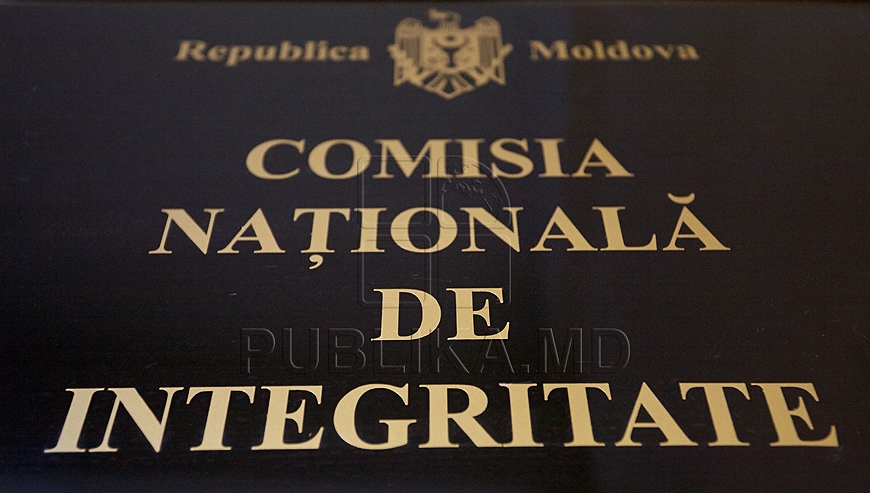 Republica Moldova
COMISIA
NAȚIONALĂ
DE
PUBLIKA.MD
INTEGRITATE